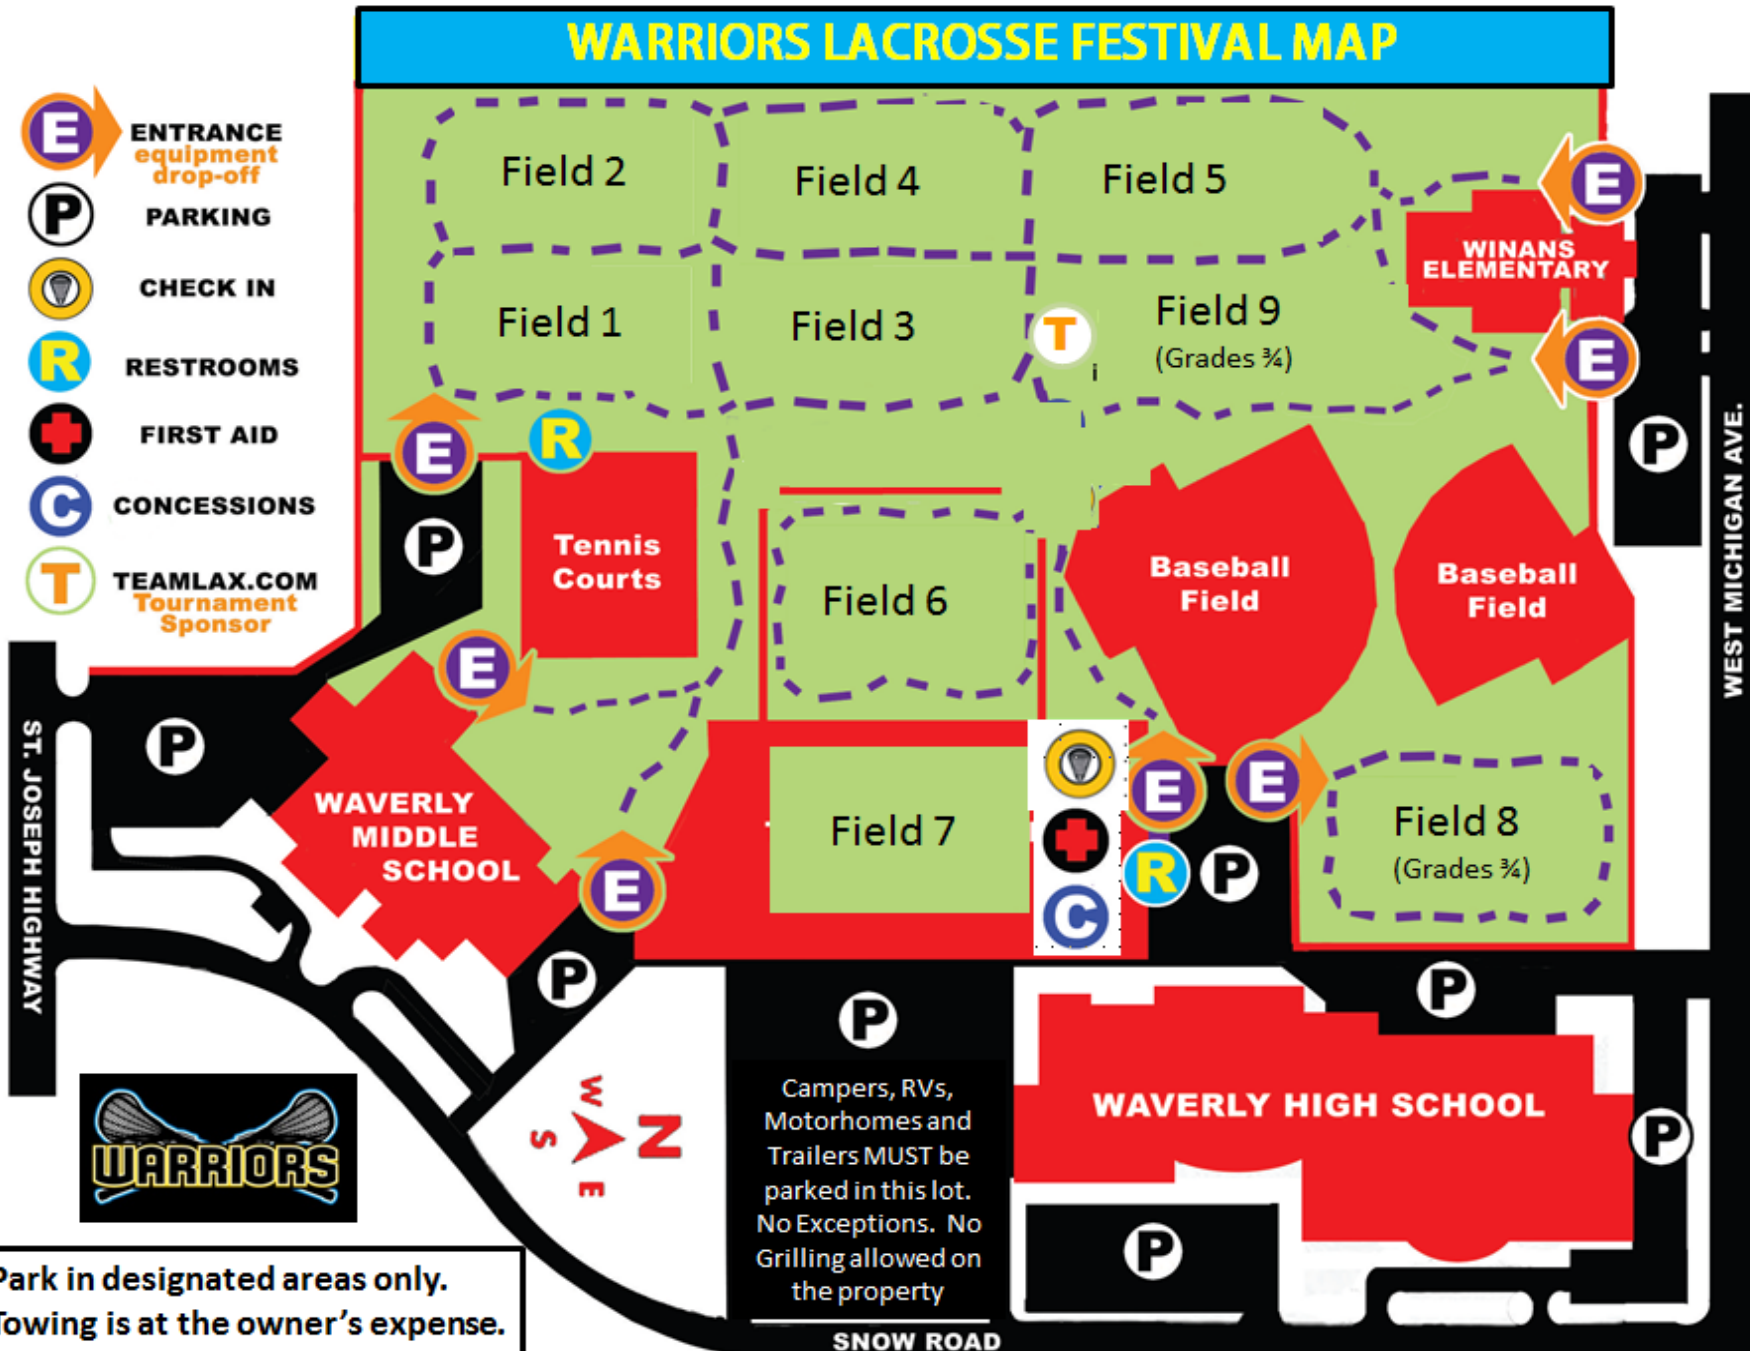 WARRIORS LACROSSE FESTIVAL MAP
E
ENTRANCE
equipment
drop-off
P
PARKING
CHECK IN
R
RESTROOMS
FIRST AID
C
CONCESSIONS
T
TEAMLAX.COM
Tournament
Sponsor
Field 2
Field 4
Field 5
E
WINANS
ELEMENTARY
Field 1
Field 3
T
i
Field 9
(Grades ¾)
E
E
R
P
P
WEST MICHIGAN AVE.
Tennis
Courts
Field 6
Baseball
Field
Baseball
Field
E
P
ST. JOSEPH HIGHWAY
WAVERLY
MIDDLE
SCHOOL
E
P
Field 7
E
E
R
P
C
Field 8
(Grades ¾)
P
P
W
N
S
E
Campers, RVs,
Motorhomes and
Trailers MUST be
parked in this lot.
No Exceptions. No
Grilling allowed on
the property
WAVERLY HIGH SCHOOL
P
P
WARRIORS
Park in designated areas only.
Towing is at the owner's expense.
SNOW ROAD